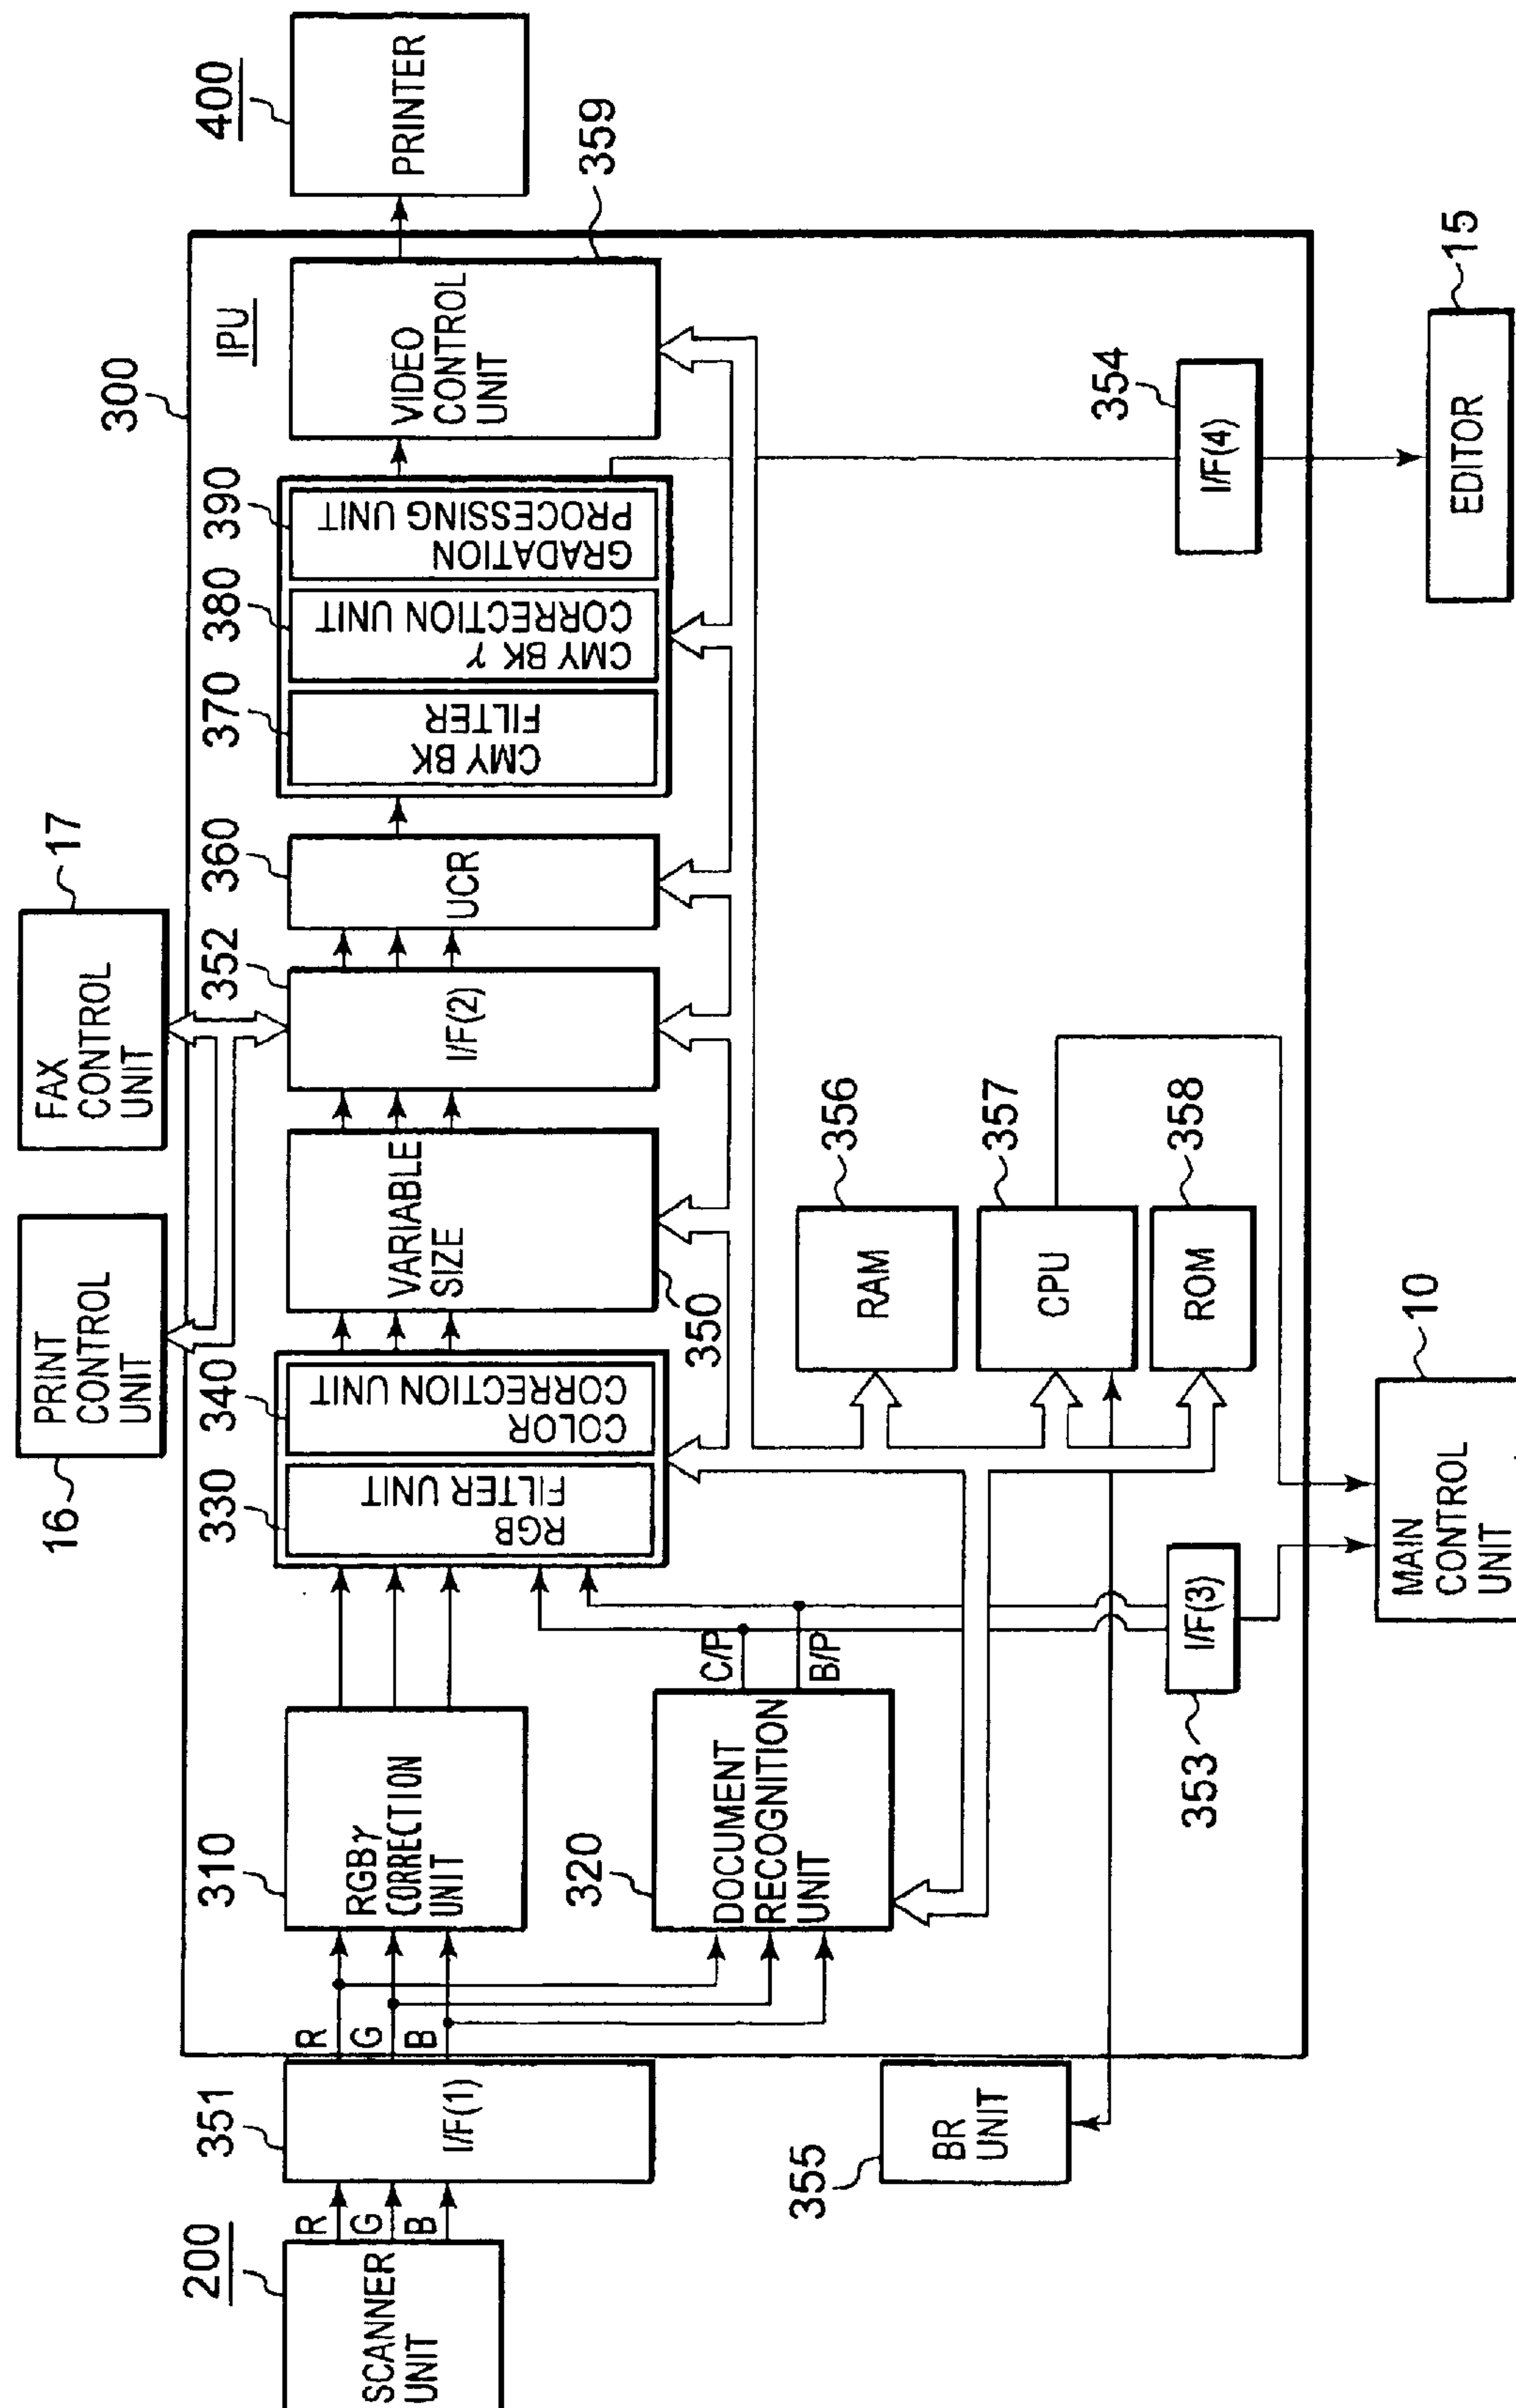 200
SCANNER
UNIT
R
G
B
351
I/F(1)
R
G
B
310
RGBγ
CORRECTION
UNIT
320
DOCUMENT
RECOGNITION
UNIT
C/P
B/P
330
RGB
FILTER UNIT
340
COLOR
CORRECTION UNIT
VARIABLE
SIZE
350
352
I/F(2)
360
UCR
370
CMY BK
FILTER
380
CMY BK γ
CORRECTION UNIT
390
GRADATION
PROCESSING UNIT
300
IPU
VIDEO
CONTROL
UNIT
359
400
PRINTER
16
PRINT
CONTROL
UNIT
FAX
CONTROL
UNIT
17
355
BR
UNIT
353
I/F(3)
RAM
356
CPU
357
ROM
358
MAIN
CONTROL
UNIT
10
354
I/F(4)
EDITOR
15